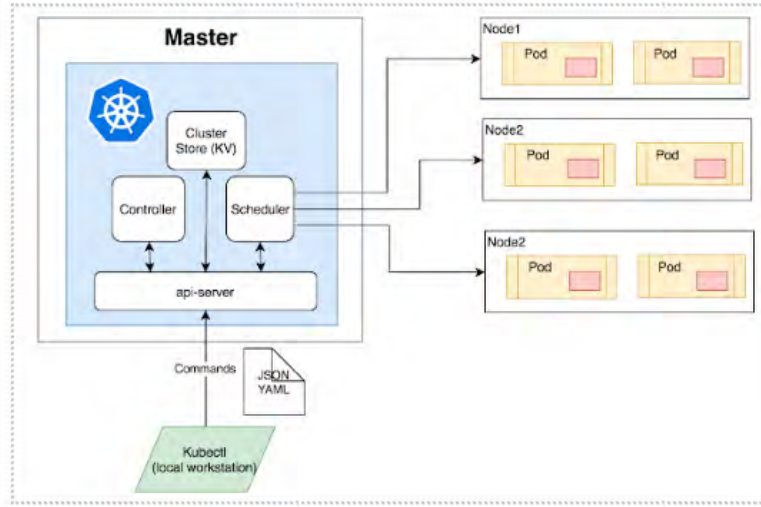 Master
Cluster
Store (KV)
Controller
Scheduler
api-server
Commands
JSON
YAML
Kubectl
(local workstation)
Node1
Pod
Pod
Node2
Pod
Pod
Node2
Pod
Pod